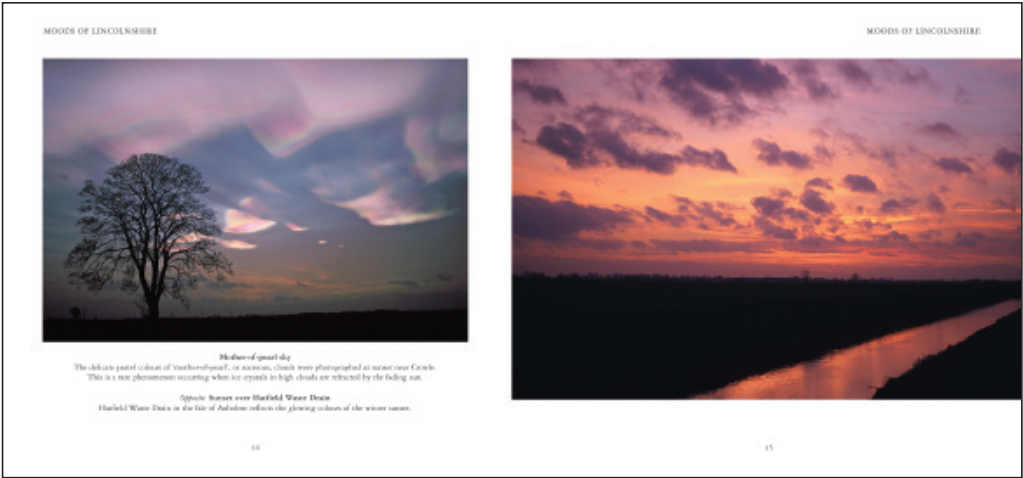 MOODS OF LINCOLNSHIRE
Mother-of-pearl sky
The delicate pastel colours of 'mother-of-pearl', or nacreous, clouds were photographed at sunset near Crowle.
This is a rare phenomenon occurring when ice crystals in high clouds are refracted by the fading sun.
Opposite Sunset over Hatfield Waste Drain
Hatfield Waste Drain in the Isle of Axholme reflects the glowing colours of the winter sunset.
14
MOODS OF LINCOLNSHIRE
15